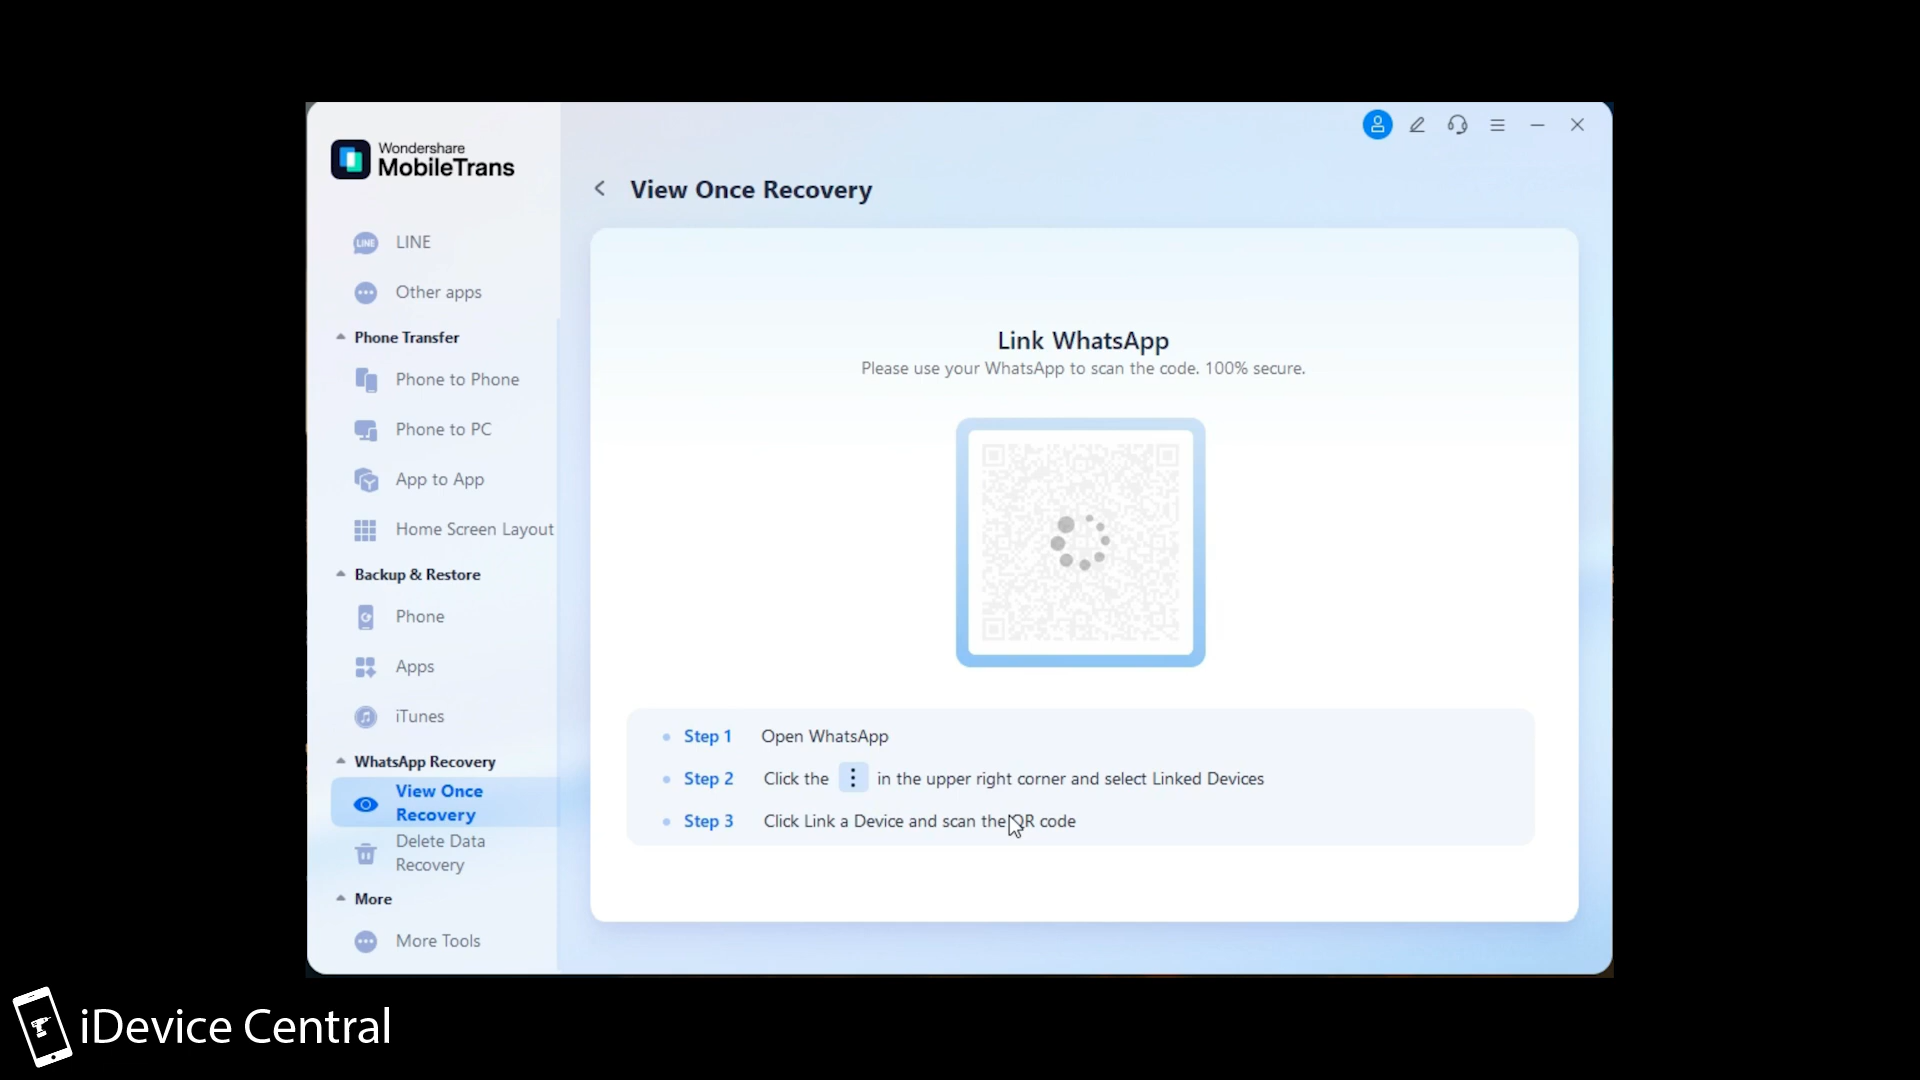 Wondershare
MobileTrans
LINE
LINE
Other apps
Phone Transfer
Phone to Phone
Phone to PC
App to App
Home Screen Layout
Backup & Restore
Phone
Apps
iTunes
WhatsApp Recovery
View Once
Recovery
Delete Data
Recovery
More
More Tools
View Once Recovery
Link WhatsApp
Please use your WhatsApp to scan the code. 100% secure.
Step 1 Open WhatsApp
Step 2 Click the in the upper right corner and select Linked Devices
Step 3 Click Link a Device and scan the QR code
iDevice Central